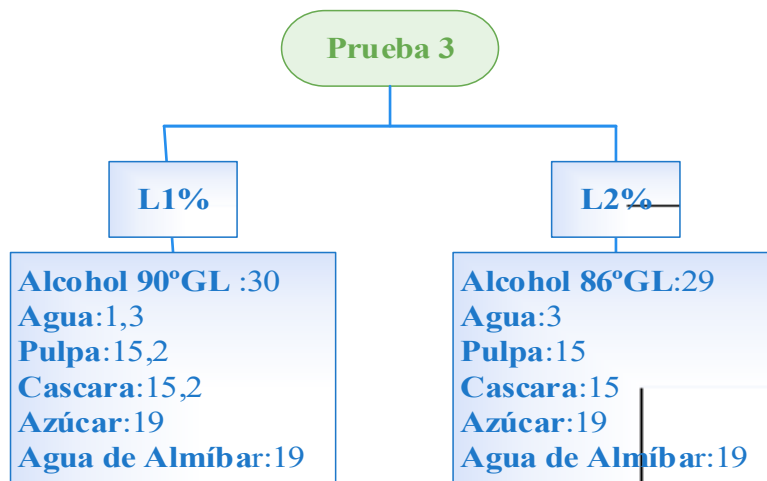 Prueba 3
L1%
L2%
Alcohol 90ºGL :30
Agua:1,3
Pulpa:15,2
Cascara:15,2
Azúcar:19
Agua de Almíbar:19
Alcohol 86ºGL:29
Agua:3
Pulpa:15
Cascara:15
Azúcar:19
Agua de Almíbar:19